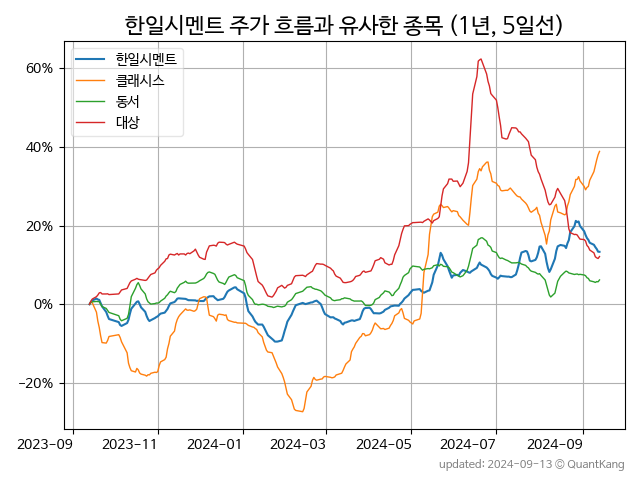 한일시멘트 주가 흐름과 유사한 종목 (1년, 5일선)
한일시멘트
클래시스
동서
대상
60%
40%
20%
0%
−20%
2023-09
2023-11
2024-01
2024-03
2024-05
2024-07
2024-09
updated: 2024-09-13 © QuantKang